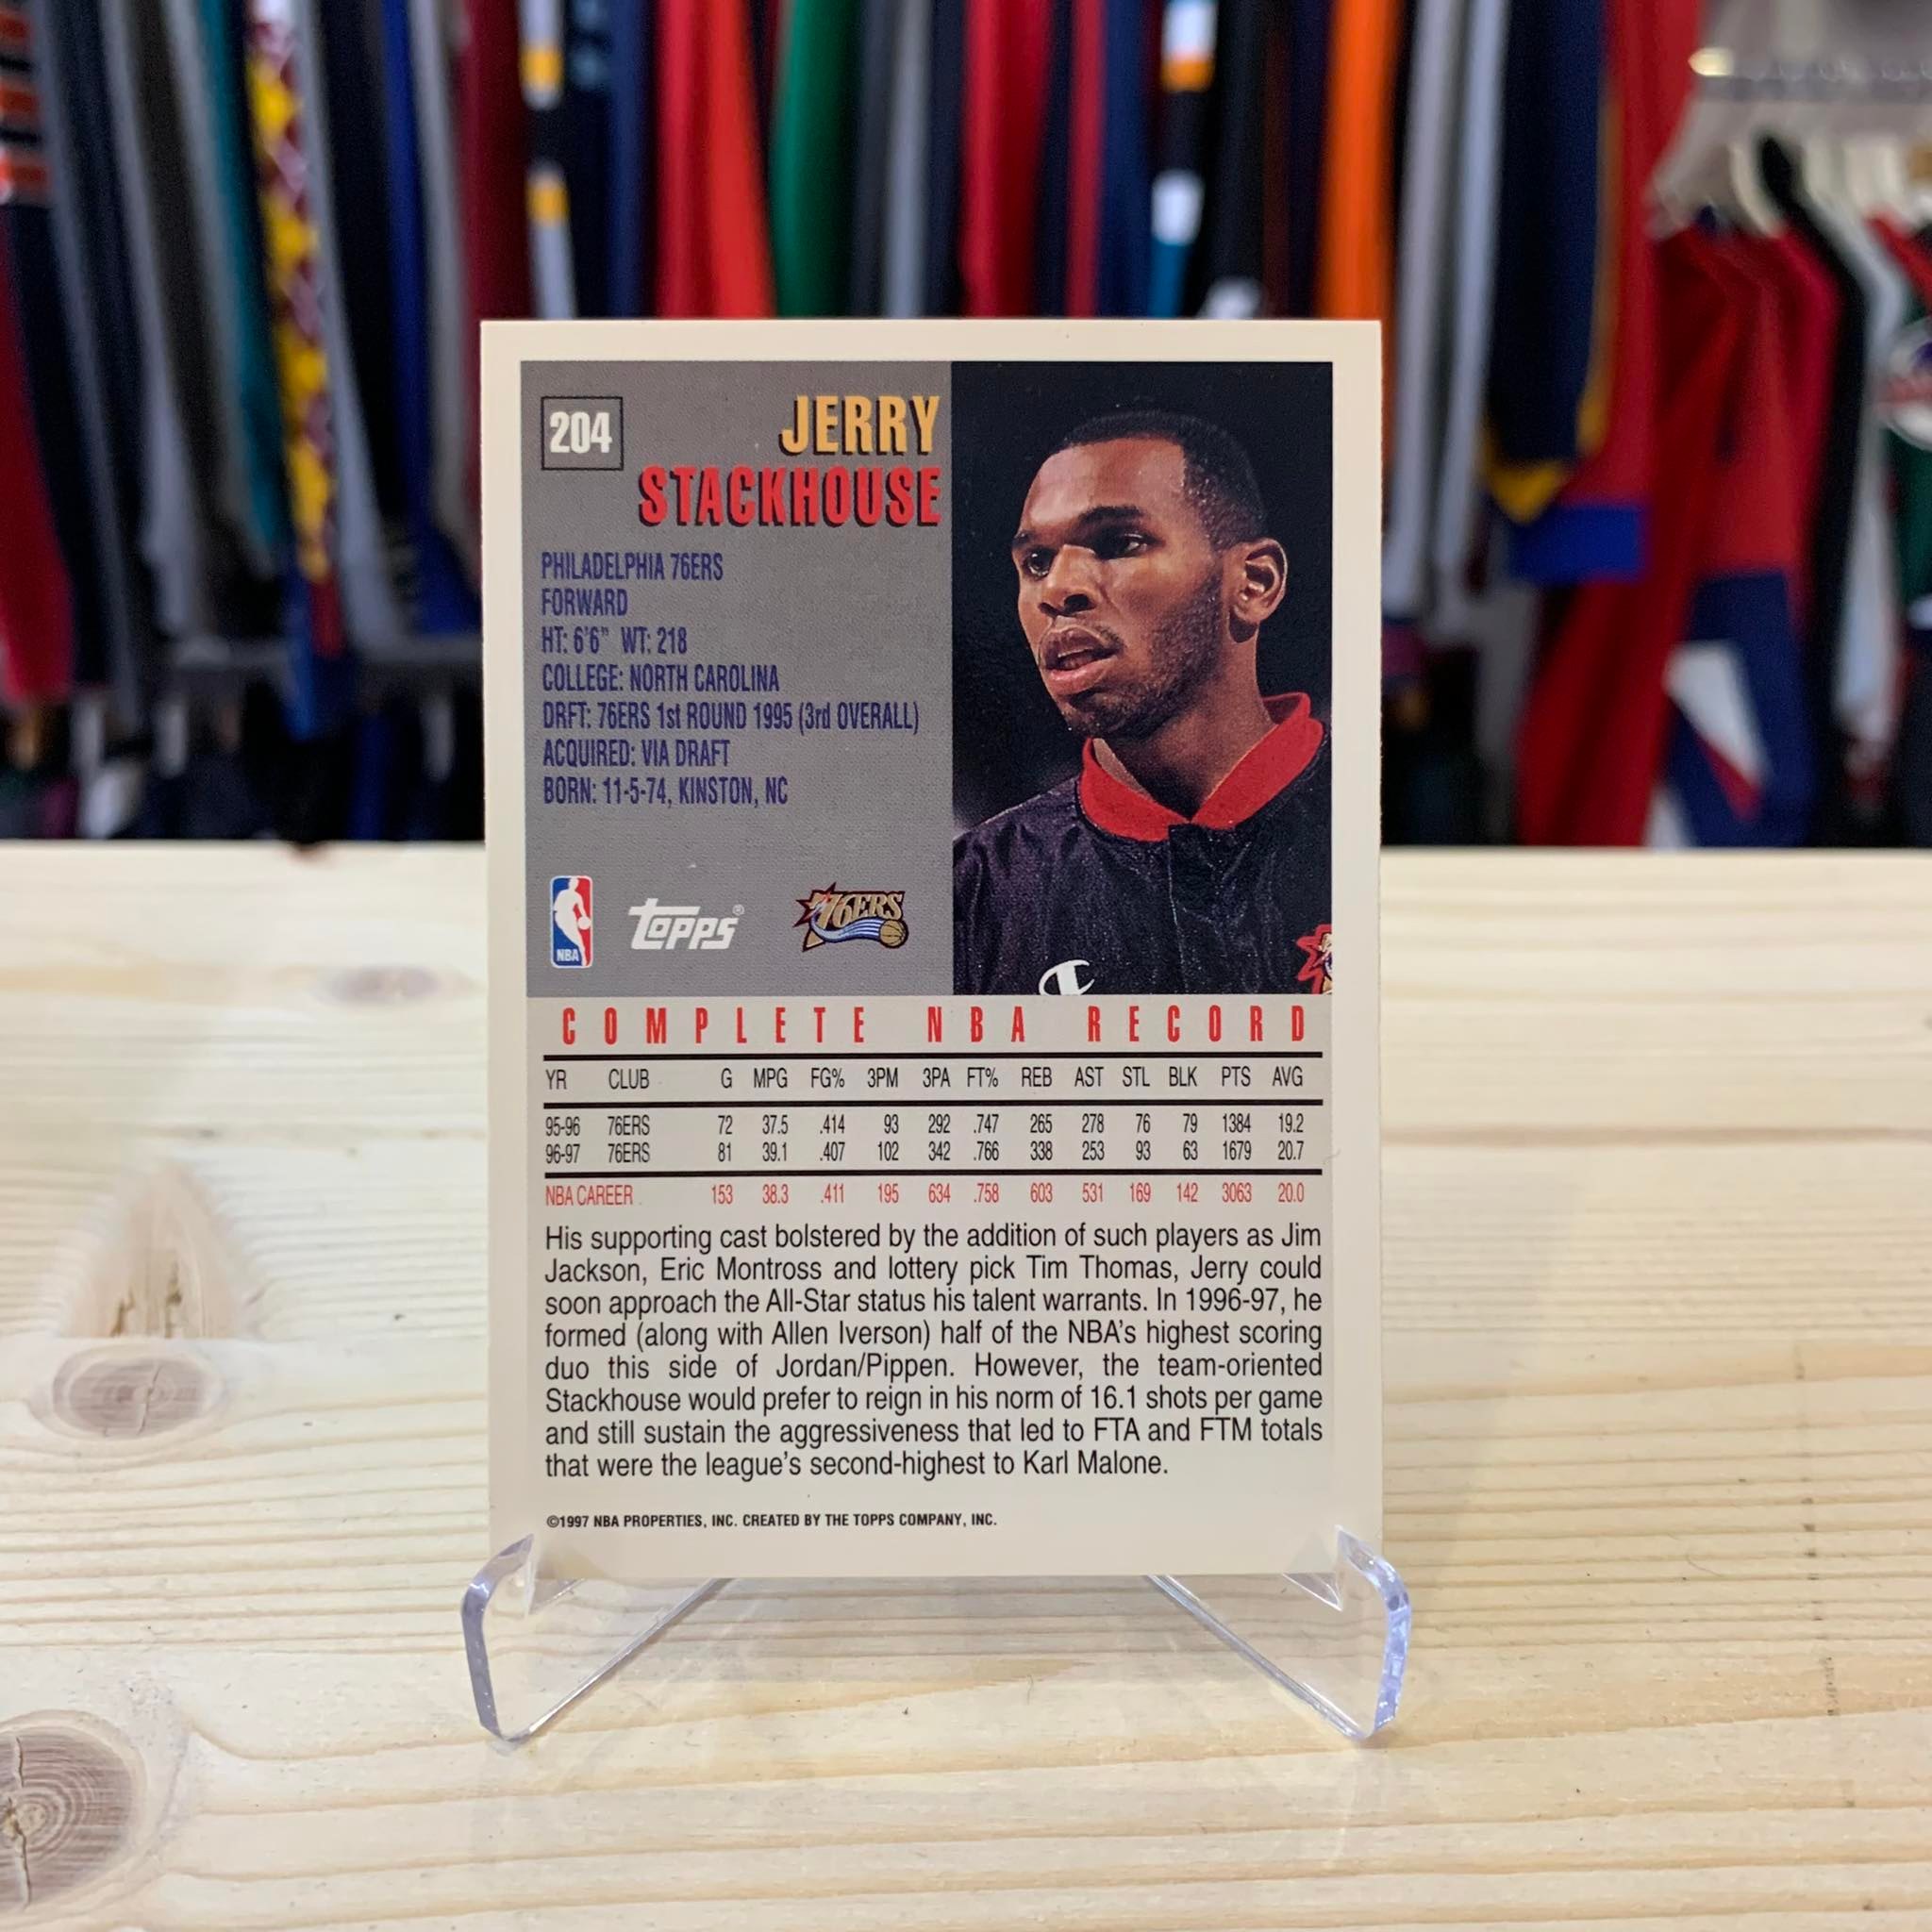 204
JERRY
STACKHOUSE
PHILADELPHIA 76ERS
FORWARD
HT: 6'6" WT: 218
COLLEGE: NORTH CAROLINA
DRFT: 76ERS 1st ROUND 1995 (3rd OVERALL)
ACQUIRED: VIA DRAFT
BORN: 11-5-74, KINSTON, NC
NBA
TOPPS®
76ERS
COMPLETE NBA RECORD
YR CLUB G MPG FG% 3PM 3PA FT% REB AST STL BLK PTS AVG
95-96 76ERS 72 37.5 .414 93 292 .747 265 278 76 79 1384 19.2
96-97 76ERS 81 39.1 .407 102 342 .766 338 253 93 63 1679 20.7
NBA CAREER 153 38.3 .411 195 634 .758 603 531 169 142 3063 20.0
His supporting cast bolstered by the addition of such players as Jim
Jackson, Eric Montross and lottery pick Tim Thomas, Jerry could
soon approach the All-Star status his talent warrants. In 1996-97, he
formed (along with Allen Iverson) half of the NBA's highest scoring
duo this side of Jordan/Pippen. However, the team-oriented
Stackhouse would prefer to reign in his norm of 16.1 shots per game
and still sustain the aggressiveness that led to FTA and FTM totals
that were the league's second-highest to Karl Malone.
©1997 NBA PROPERTIES, INC. CREATED BY THE TOPPS COMPANY, INC.